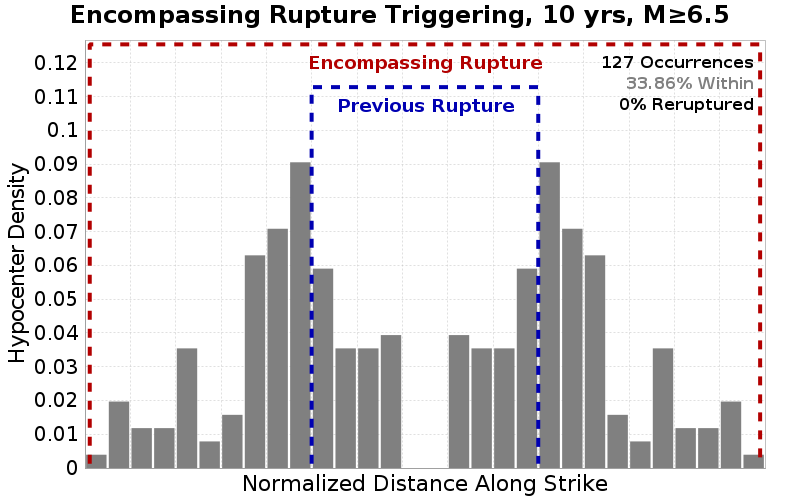 Encompassing Rupture Triggering, 10 yrs, M≥6.5
Encompassing Rupture
Previous Rupture
127 Occurrences
33.86% Within
0% Reruptured
Hypocenter Density
0.12
0.11
0.1
0.09
0.08
0.07
0.06
0.05
0.04
0.03
0.02
0.01
0
Normalized Distance Along Strike